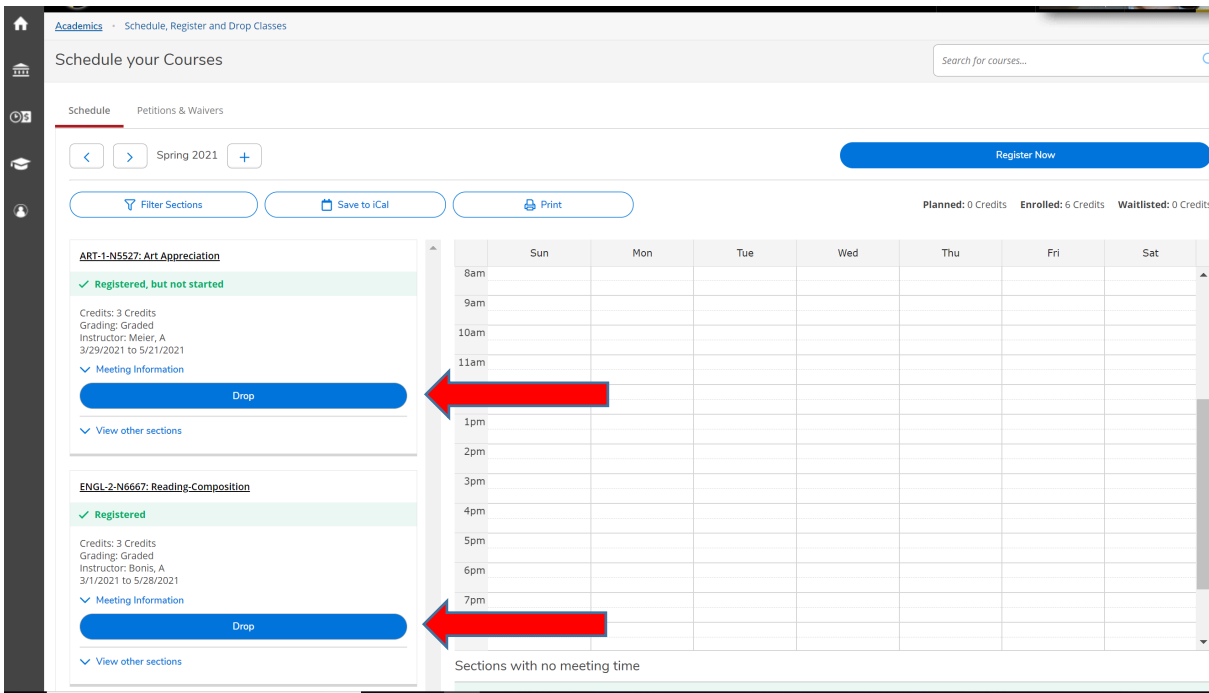 Academics · Schedule, Register and Drop Classes
Schedule your Courses
Search for courses...
Schedule Petitions & Waivers
Spring 2021
Register Now
Filter Sections Save to iCal Print
Planned: 0 Credits Enrolled: 6 Credits Waitlisted: 0 Credits
ART-1-N5527: Art Appreciation
Registered, but not started
Credits: 3 Credits
Grading: Graded
Instructor: Meier, A
3/29/2021 to 5/21/2021
Meeting Information
Drop
View other sections
ENGL-2-N6667: Reading-Composition
Registered
Credits: 3 Credits
Grading: Graded
Instructor: Bonis, A
3/1/2021 to 5/28/2021
Meeting Information
Drop
View other sections
Sun Mon Tue Wed Thu Fri Sat
8am
9am
10am
11am
1pm
2pm
3pm
4pm
5pm
6pm
7pm
Sections with no meeting time